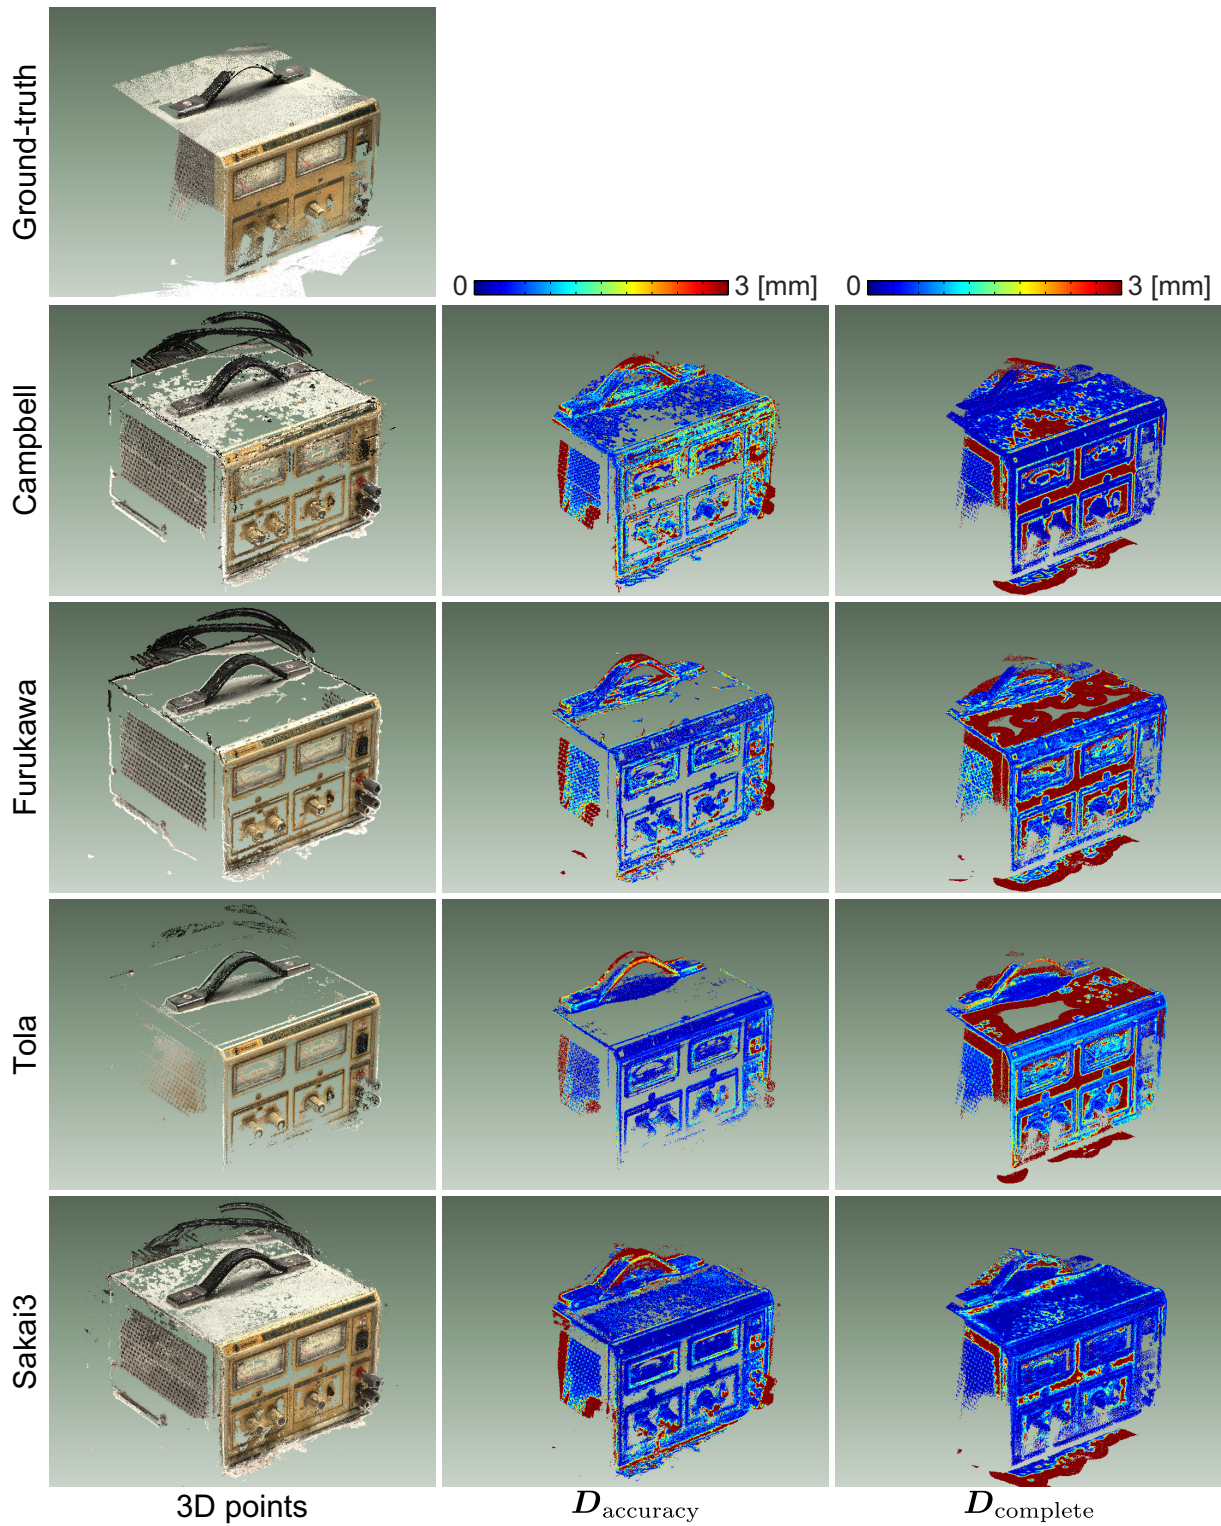 Ground-truth
0 3 [mm] 0 3 [mm]
Campbell
Furukawa
Tola
Sakai3
3D points D_accuracy D_complete